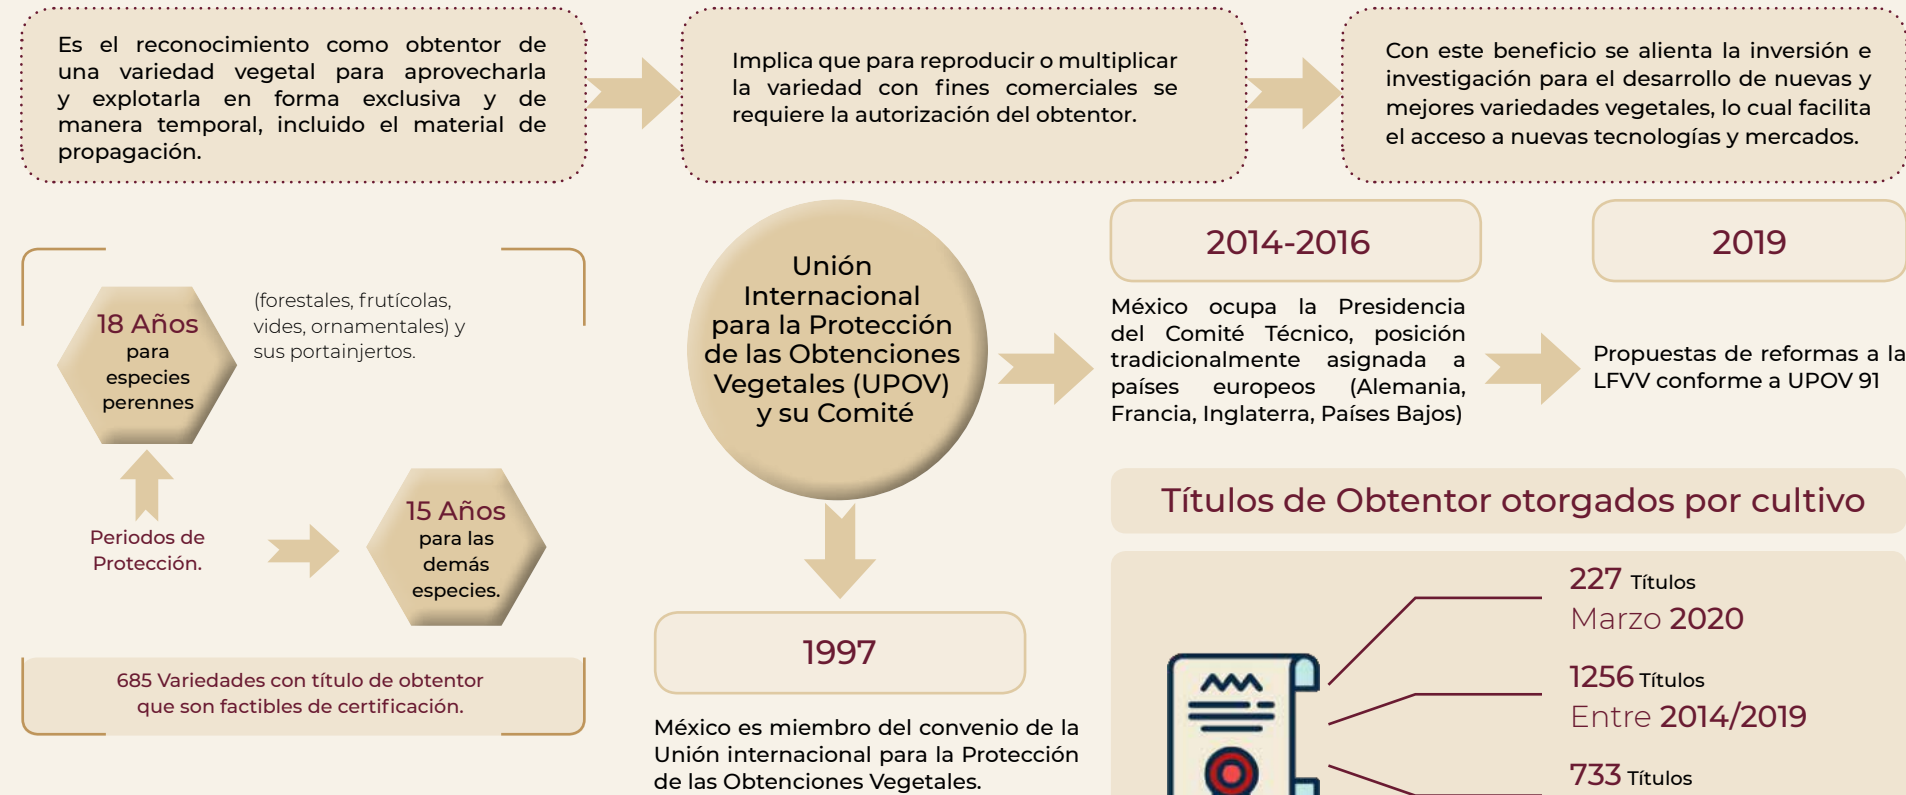 Es el reconocimiento como obtentor de
una variedad vegetal para aprovecharla
y explotarla en forma exclusiva y de
manera temporal, incluido el material de
propagación.
Implica que para reproducir o multiplicar
la variedad con fines comerciales se
requiere la autorización del obtentor.
Con este beneficio se alienta la inversión e
investigación para el desarrollo de nuevas y
mejores variedades vegetales, lo cual facilita
el acceso a nuevas tecnologías y mercados.
18 Años
para
especies
perennes
(forestales, frutícolas,
vides, ornamentales) y
sus portainjertos.
Periodos de
Protección.
15 Años
para las
demás
especies.
685 Variedades con título de obtentor
que son factibles de certificación.
Unión
Internacional
para la Protección
de las Obtenciones
Vegetales (UPOV)
y su Comité
1997
México es miembro del convenio de la
Unión internacional para la Protección
de las Obtenciones Vegetales.
2014-2016
México ocupa la Presidencia
del Comité Técnico, posición
tradicionalmente asignada a
países europeos (Alemania,
Francia, Inglaterra, Países Bajos)
2019
Propuestas de reformas a la
LFVV conforme a UPOV 91
Títulos de Obtentor otorgados por cultivo
227 Títulos
Marzo 2020
1256 Títulos
Entre 2014/2019
733 Títulos